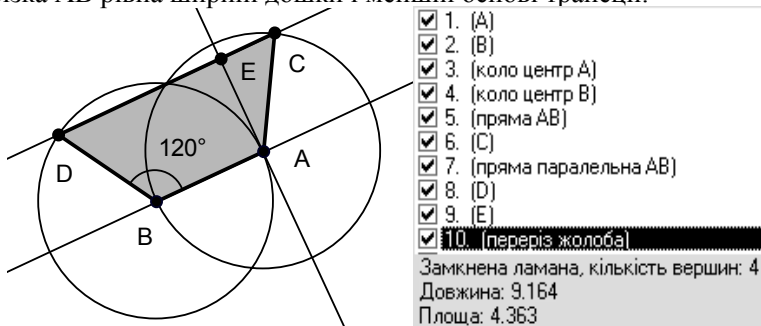 АВ рівна ширині дошки і меншій основі трапеції.
C
E
D
120°
A
B
1. (A)
2. (B)
3. (коло центр A)
4. (коло центр B)
5. (пряма AB)
6. (C)
7. (пряма паралельна AB)
8. (D)
9. (E)
10. (переріз жолоба)
Замкнена ламана, кількість вершин: 4
Довжина: 9.164
Площа: 4.363